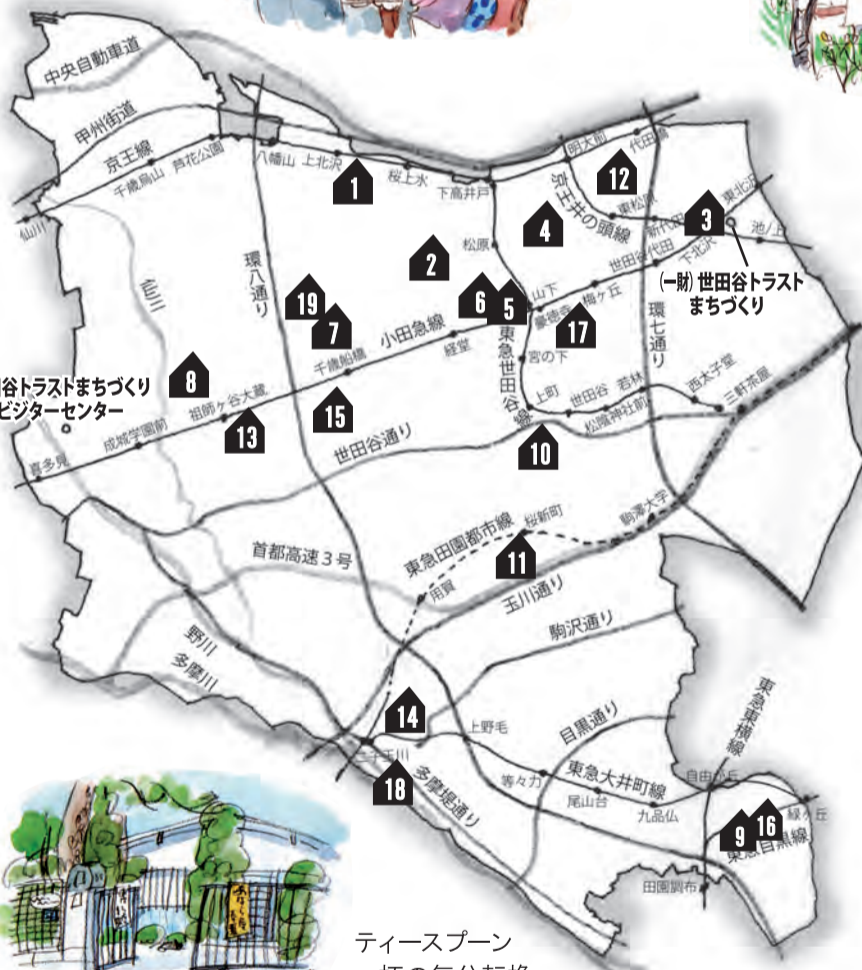 中央自動車道
甲州街道
京王線
千歳烏山
芦花公園
八幡山
上北沢
桜上水
下高井戸
明大前
代田橋
仙川
仙川
環八通り
1
12
京王井の頭線
東松原
新代田
3
東北沢
池ノ上
下北沢
4
松原
2
世田谷代田
(一財)世田谷トラスト
まちづくり
19
7
6
5
山下
豪徳寺
梅ヶ丘
17
環七通り
小田急線
経堂
千歳船橋
東急世田谷線
宮の下
8
谷トラストまちづくり
ビジターセンター
祖師ヶ谷大蔵
13
15
成城学園前
喜多見
上町
世田谷
若林
松陰神社前
西太子堂
三軒茶屋
世田谷通り
10
駒澤大学
桜新町
東急田園都市線
11
首都高速3号
用賀
玉川通り
駒沢通り
野川
多摩川
14
二子玉川
18
上野毛
目黒通り
東急東横線
多摩堤通り
等々力
東急大井町線
尾山台
九品仏
自由が丘
緑ヶ丘
9
16
東急目黒線
田園調布
ティースプーン